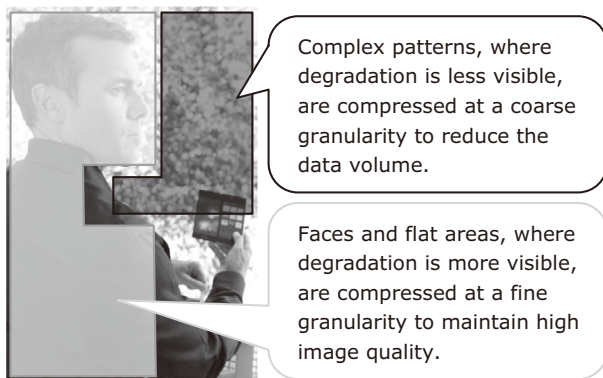 Complex patterns, where
degradation is less visible,
are compressed at a coarse
granularity to reduce the
data volume.
Faces and flat areas, where
degradation is more visible,
are compressed at a fine
granularity to maintain high
image quality.